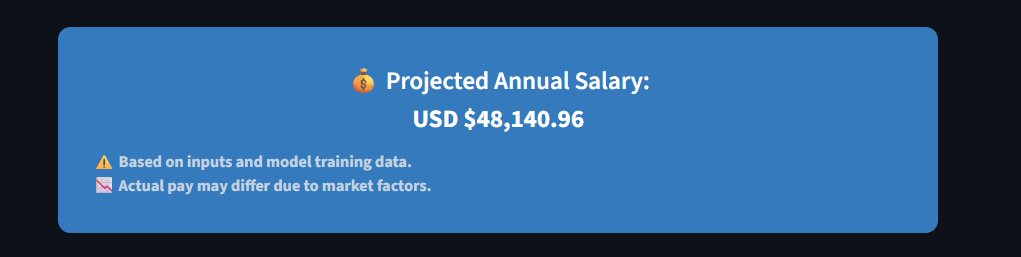 💰 Projected Annual Salary:
USD $48,140.96
⚠️ Based on inputs and model training data.
📉 Actual pay may differ due to market factors.